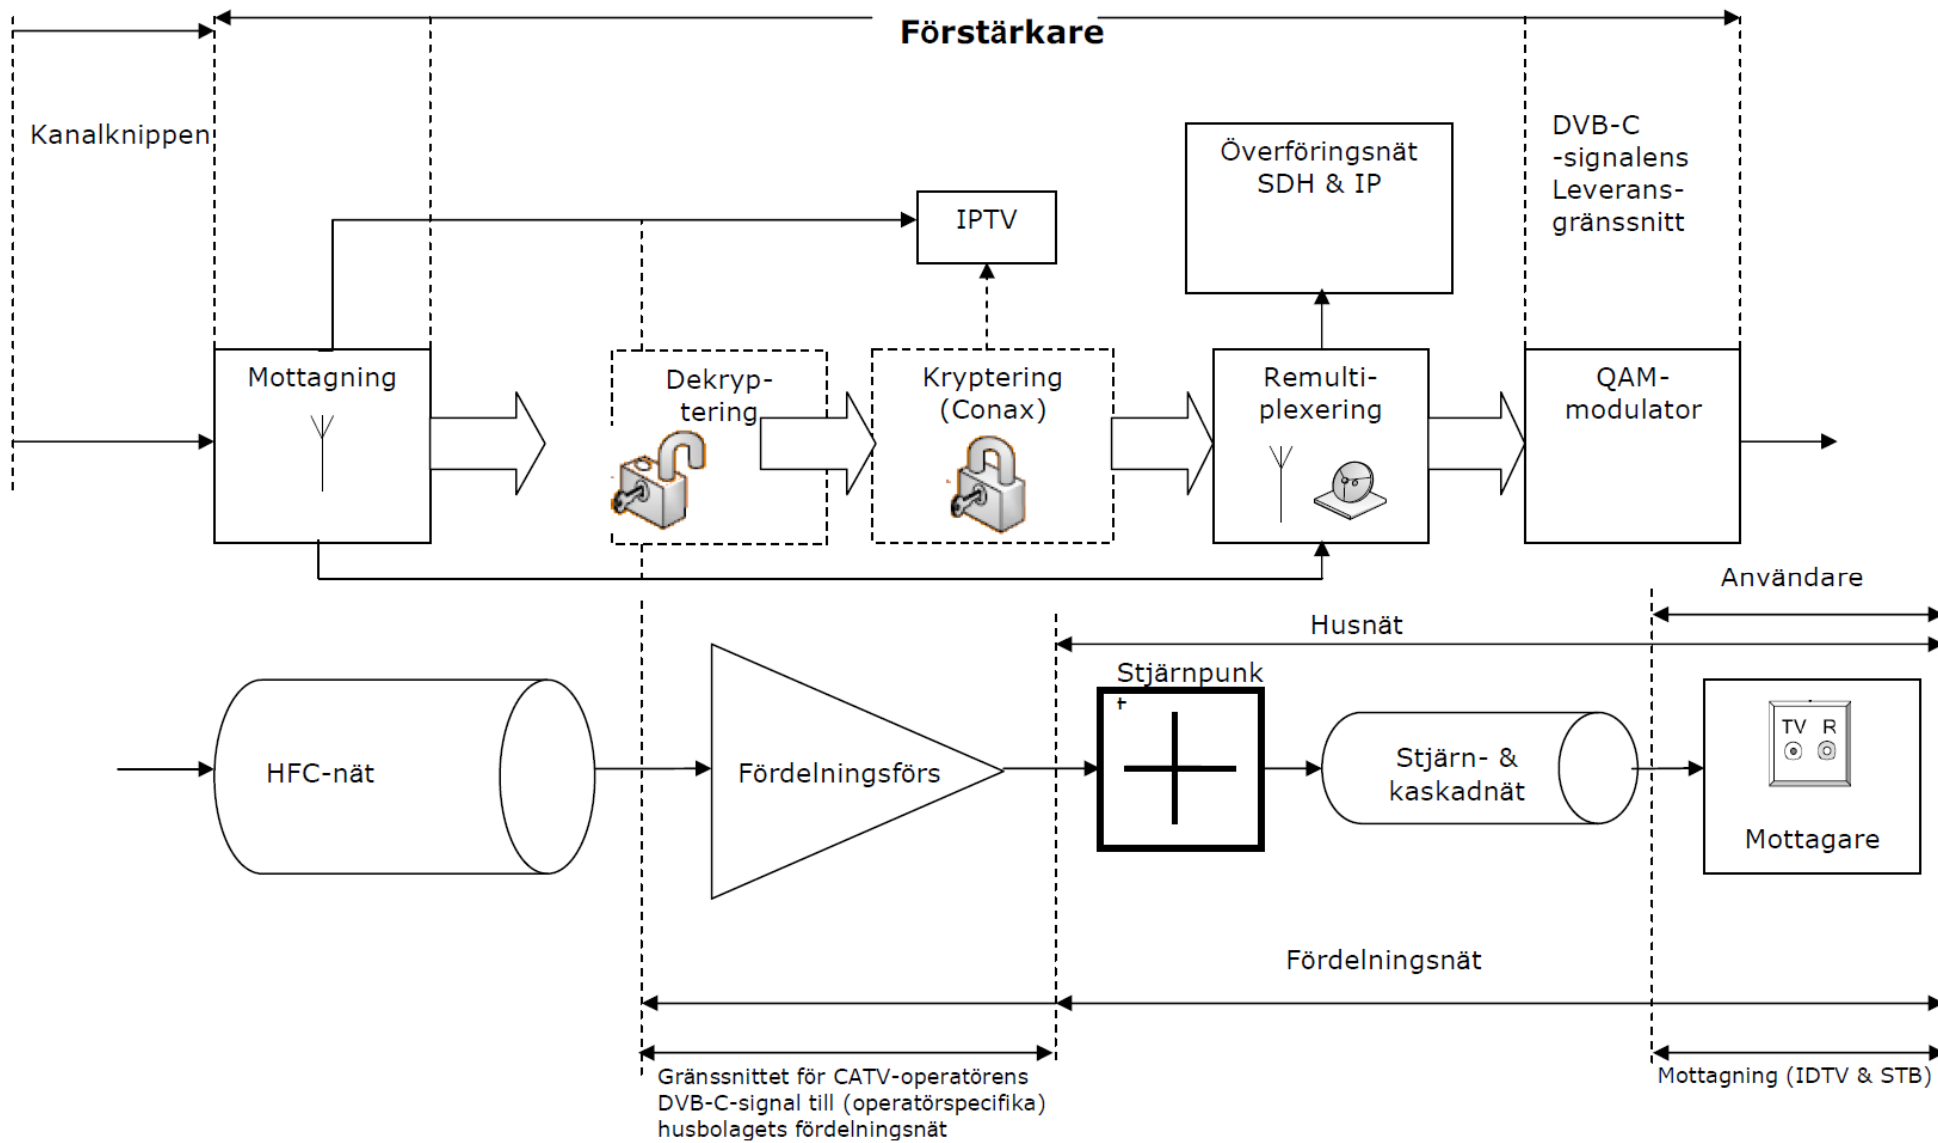 Förstärkare
Kanalknippen
DVB-C
-signalens
Leverans-
gränssnitt
Överföringsnät
SDH & IP
IPTV
Mottagning
Dekryp-
tering
Kryptering
(Conax)
Remulti-
plexering
QAM-
modulator
Användare
Husnät
Stjärnpunk
t
HFC-nät
Fördelningsförs
Stjärn- &
kaskadnät
TV R
Mottagare
Fördelningsnät
Gränssnittet för CATV-operatörens
DVB-C-signal till (operatörspecifika)
husbolagets fördelningsnät
Mottagning (IDTV & STB)